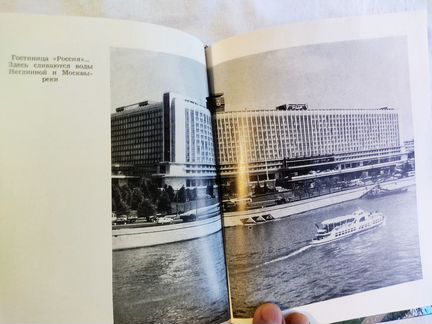 Гостиница «Россия»...
Здесь сливаются воды
Неглинной и Москвы-
реки